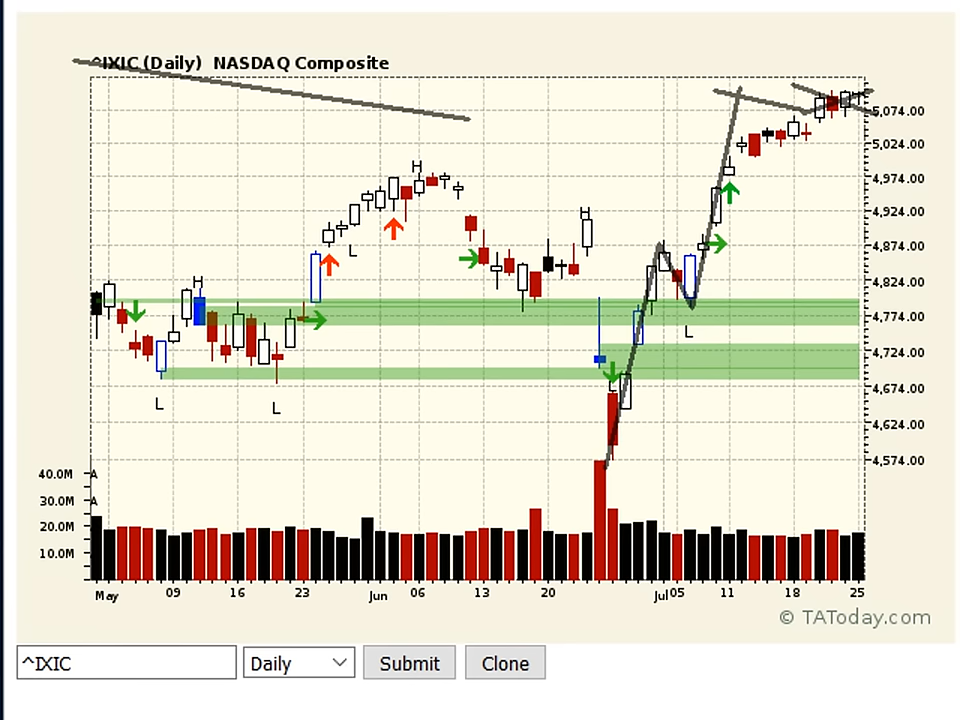 ^IXIC (Daily) NASDAQ Composite
5,074.00
5,024.00
4,974.00
4,924.00
4,874.00
4,824.00
4,774.00
4,724.00
4,674.00
4,624.00
4,574.00
H
H
H
L
L
L
L
L
40.0M A
30.0M A
20.0M
10.0M
May 09 16 23 Jun 06 13 20 Jul 05 11 18 25
© TAToday.com
^IXIC Daily Submit Clone